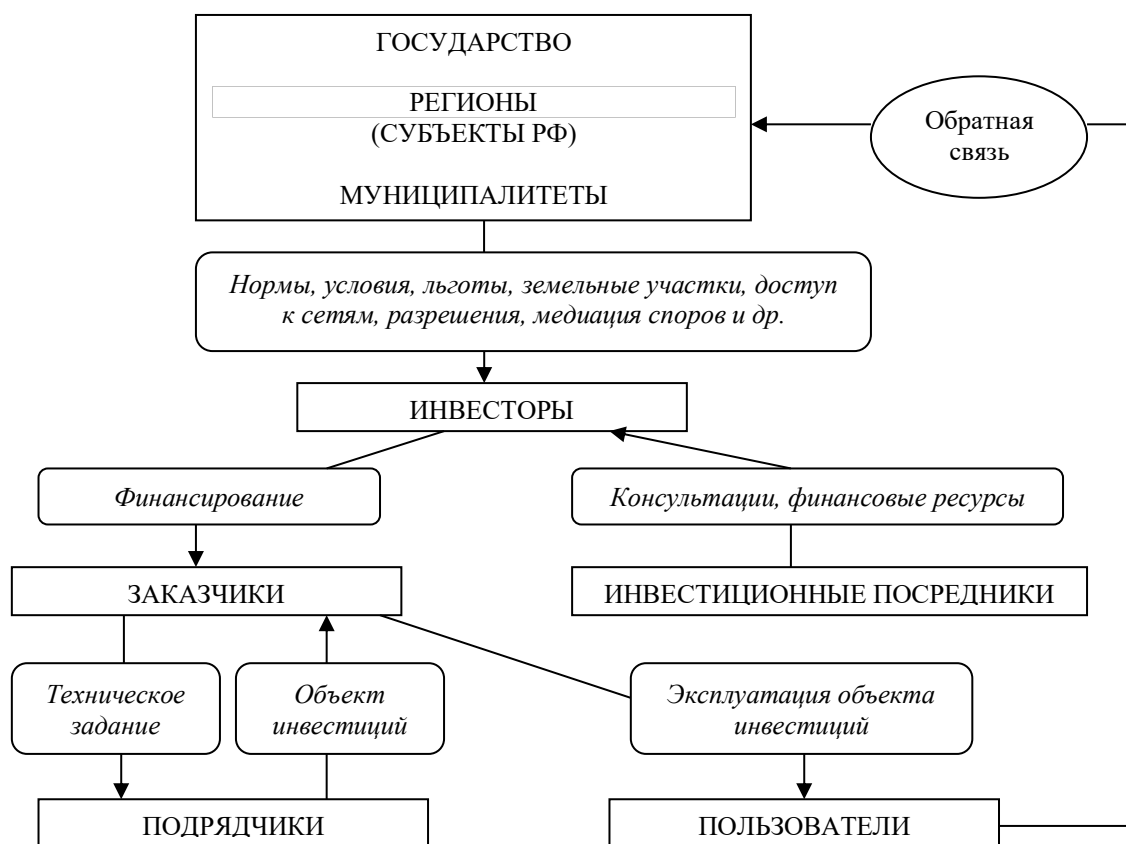 ГОСУДАРСТВО
РЕГИОНЫ
(СУБЪЕКТЫ РФ)
МУНИЦИПАЛИТЕТЫ
Обратная
связь
Нормы, условия, льготы, земельные участки, доступ
к сетям, разрешения, медиация споров и др.
ИНВЕСТОРЫ
Финансирование
Консультации, финансовые ресурсы
ЗАКАЗЧИКИ
ИНВЕСТИЦИОННЫЕ ПОСРЕДНИКИ
Техническое
задание
Объект
инвестиций
Эксплуатация объекта
инвестиций
ПОДРЯДЧИКИ
ПОЛЬЗОВАТЕЛИ